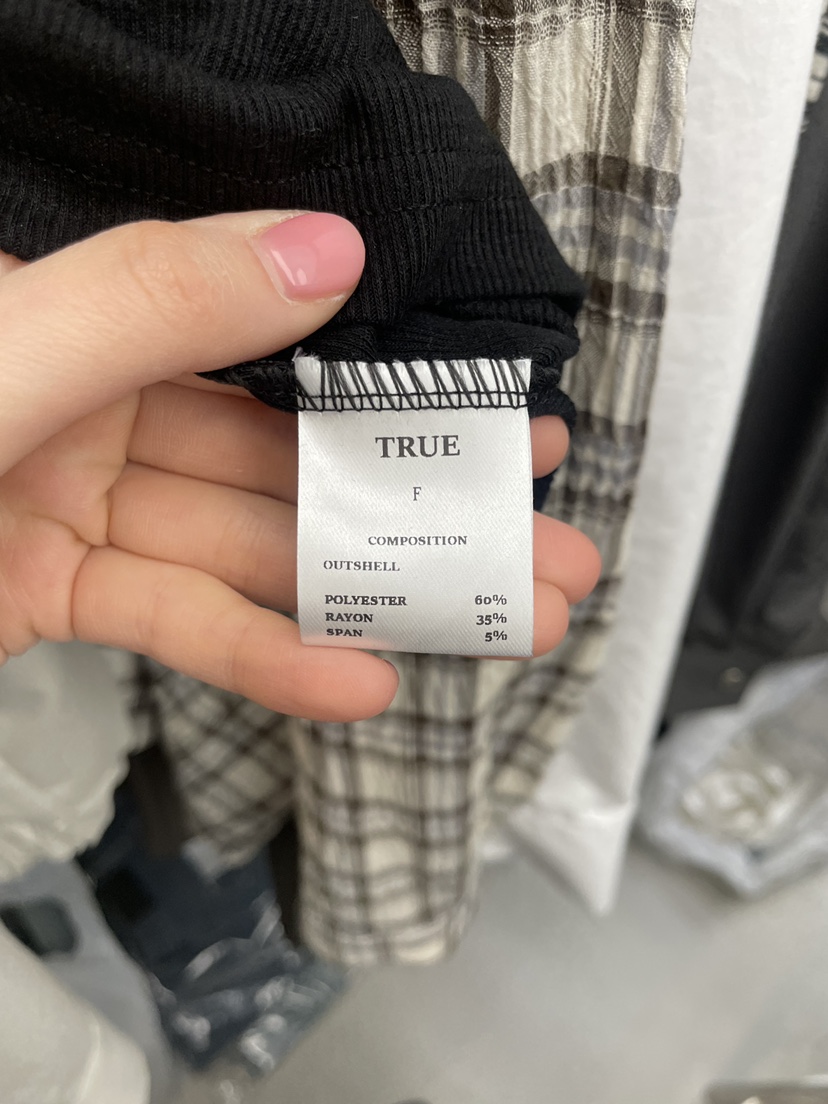 TRUE
F
COMPOSITION
OUTSHELL
POLYESTER 60%
RAYON 35%
SPAN 5%